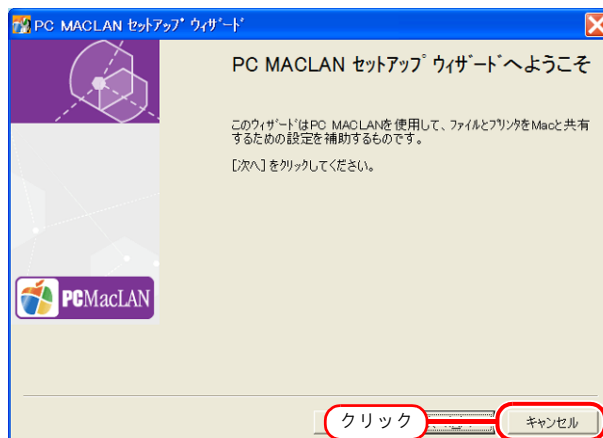 PC MACLAN ｾｯﾄｱｯﾌﾟ ｳｨｻﾞｰﾄﾞ
PC MACLAN ｾｯﾄｱｯﾌﾟ ｳｨｻﾞｰﾄﾞへようこそ
このｳｨｻﾞｰﾄﾞはPC MACLANを使用して、ﾌｧｲﾙとﾌﾟﾘﾝﾀをMacと共有
するための設定を補助するものです。
[次へ]をｸﾘｯｸしてください。
PCMacLAN
クリック
キャンセル